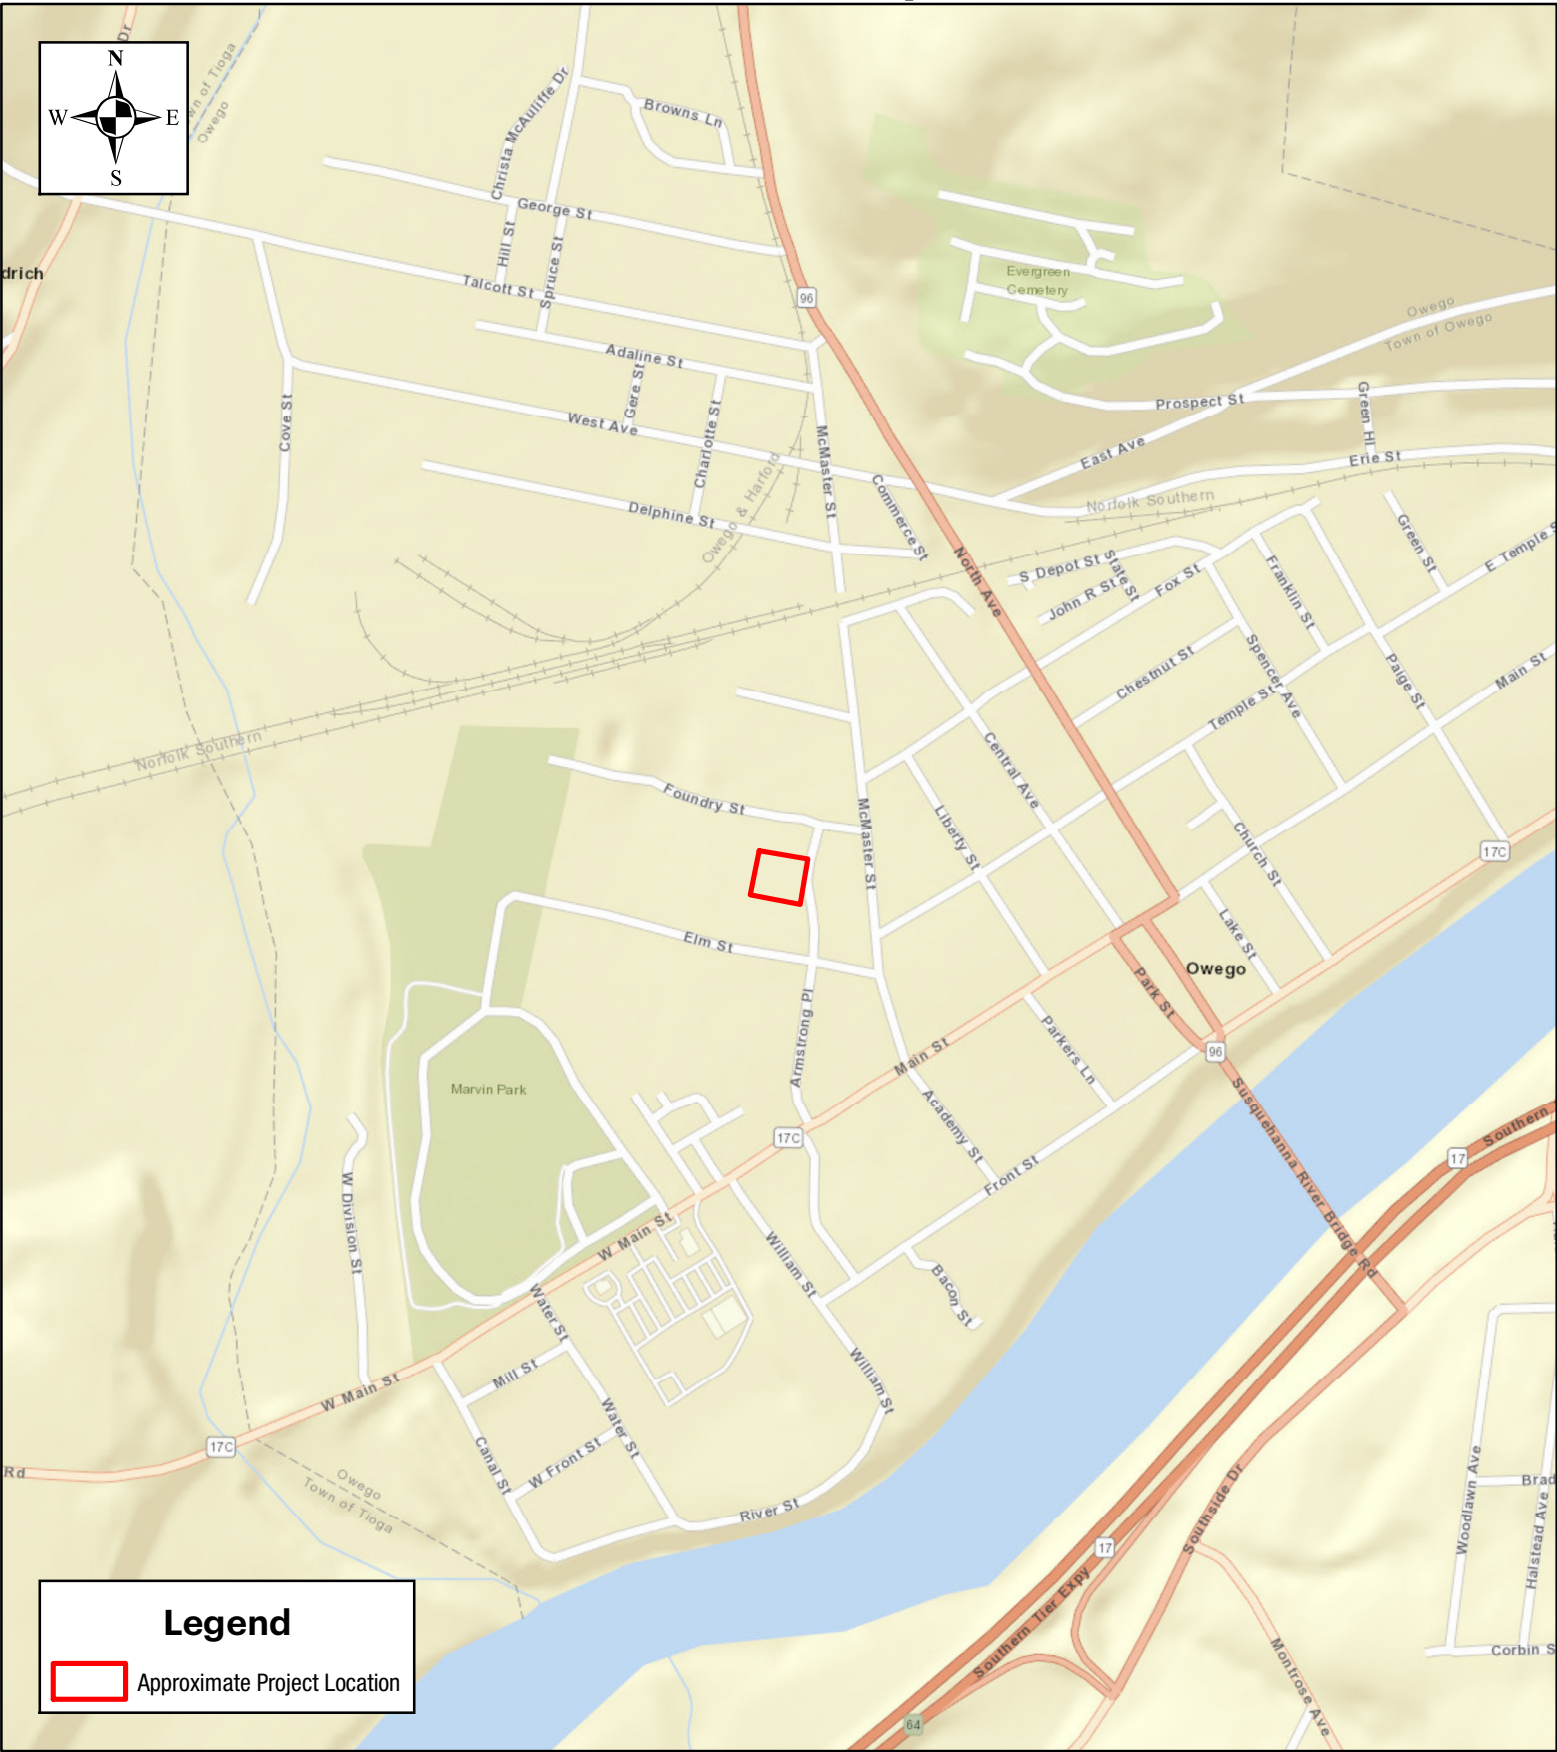 N
W
E
S
Dr
wn of Tioga
Owego
Christa McAuliffe Dr
Browns Ln
George St
Hill St
Spruce St
Talcott St
drich
96
Evergreen
Cemetery
Owego
Town of Owego
Adaline St
Gere St
Charlotte St
West Ave
Cove St
McMaster St
Prospect St
Green Hl
East Ave
Erie St
Norfolk Southern
Commerce St
Delphine St
Owego & Harford
North Ave
S Depot St
State St
John R St
Fox St
Franklin St
Green St
E Temple S
Chestnut St
Spencer Ave
Temple St
Paige St
Main St
Norfolk Southern
Central Ave
Foundry St
McMaster St
Liberty St
Church St
17C
Elm St
Lake St
Owego
Park St
Armstrong Pl
Main St
Parkers Ln
96
Marvin Park
Academy St
17C
Susquehanna River Bridge Rd
Southern
17
Front St
W Division St
W Main St
William St
Bacon St
Water St
Mill St
William St
W Main St
Water St
17C
Rd
Canal St
W Front St
River St
Owego
Town of Tioga
Southside Dr
Woodlawn Ave
Brad
Halstead Ave
17
Southern Tier Expy
Montrose Ave
Corbin S
64
Legend
Approximate Project Location